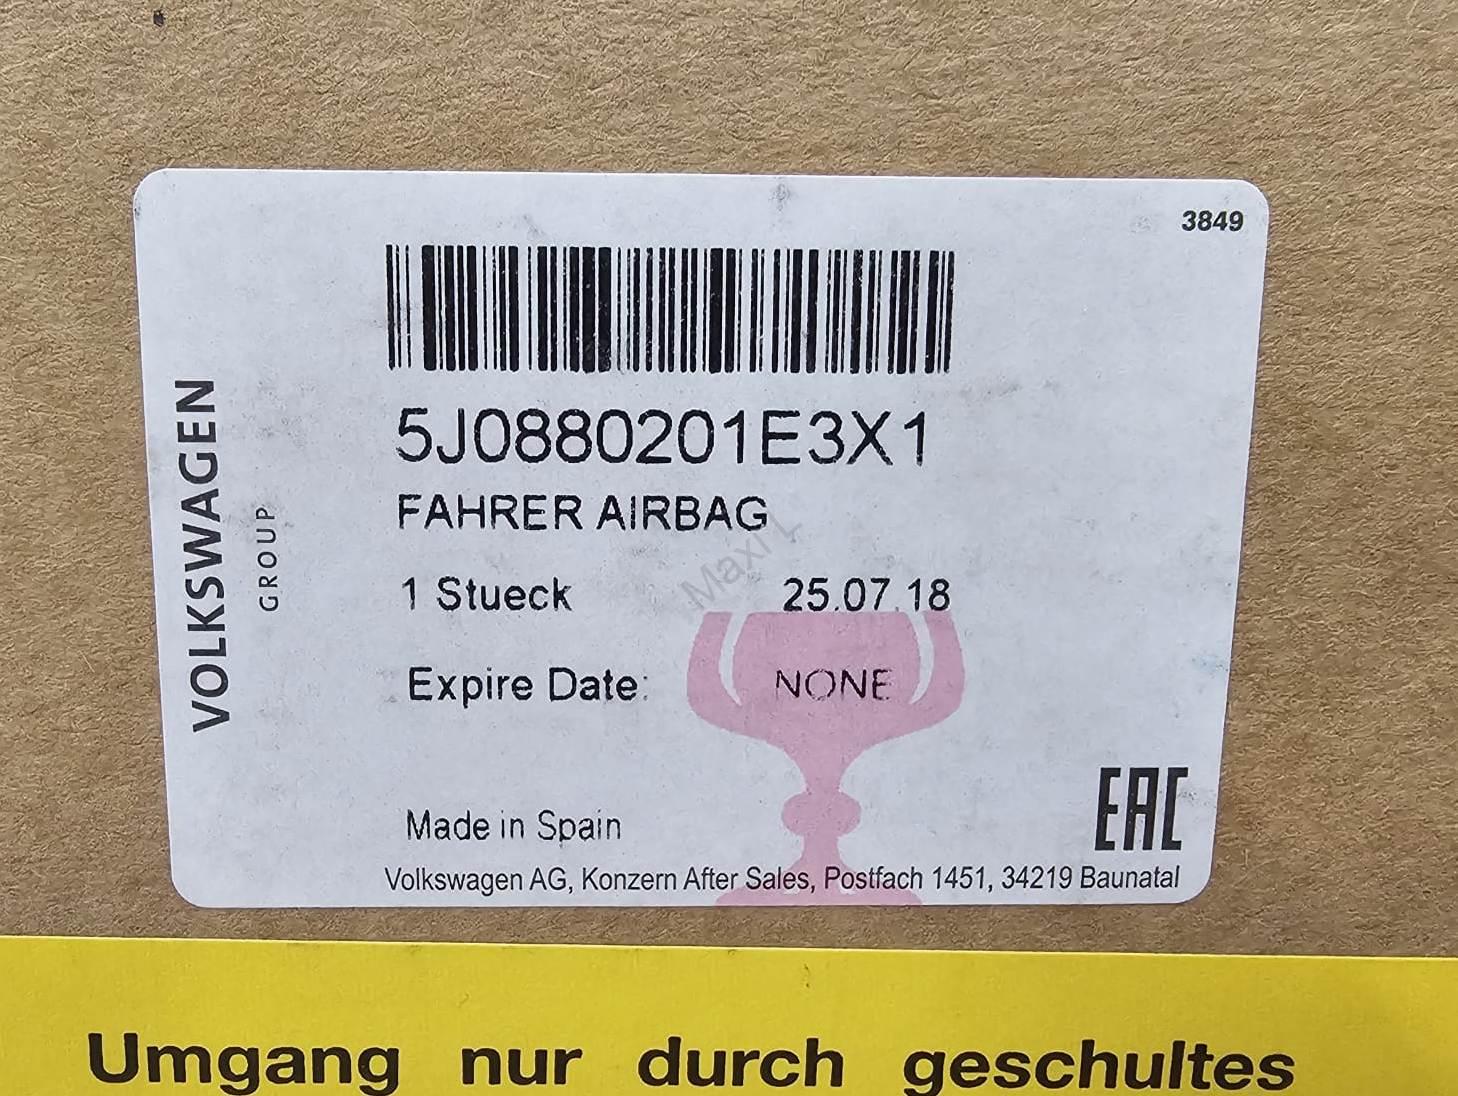 3849
VOLKSWAGEN
GROUP
5J0880201E3X1
FAHRER AIRBAG
1 Stueck 25.07.18
Expire Date: NONE
Made in Spain
EAC
Volkswagen AG, Konzern After Sales, Postfach 1451, 34219 Baunatal
Umgang nur durch geschultes